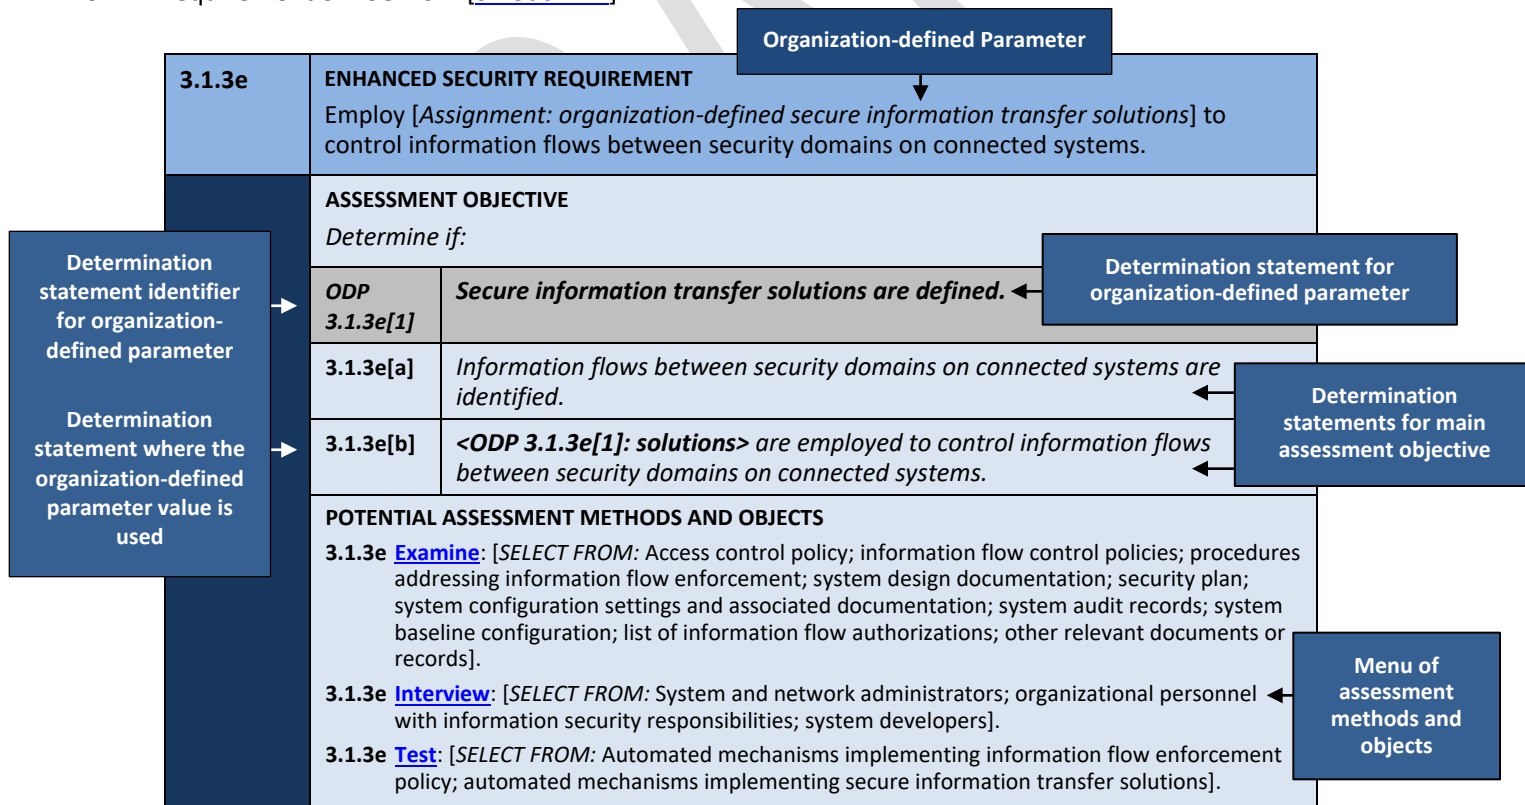 Organization-defined Parameter
3.1.3e
ENHANCED SECURITY REQUIREMENT
Employ [Assignment: organization-defined secure information transfer solutions] to
control information flows between security domains on connected systems.
ASSESSMENT OBJECTIVE
Determine if:
Determination
statement identifier
for organization-
defined parameter
ODP
3.1.3e[1]
Secure information transfer solutions are defined.
Determination statement for
organization-defined parameter
3.1.3e[a]
Information flows between security domains on connected systems are
identified.
Determination
statements for main
assessment objective
Determination
statement where the
organization-defined
parameter value is
used
3.1.3e[b]
<ODP 3.1.3e[1]: solutions> are employed to control information flows
between security domains on connected systems.
POTENTIAL ASSESSMENT METHODS AND OBJECTS
3.1.3e Examine: [SELECT FROM: Access control policy; information flow control policies; procedures
addressing information flow enforcement; system design documentation; security plan;
system configuration settings and associated documentation; system audit records; system
baseline configuration; list of information flow authorizations; other relevant documents or
records].
3.1.3e Interview: [SELECT FROM: System and network administrators; organizational personnel
with information security responsibilities; system developers].
3.1.3e Test: [SELECT FROM: Automated mechanisms implementing information flow enforcement
policy; automated mechanisms implementing secure information transfer solutions].
Menu of
assessment
methods and
objects